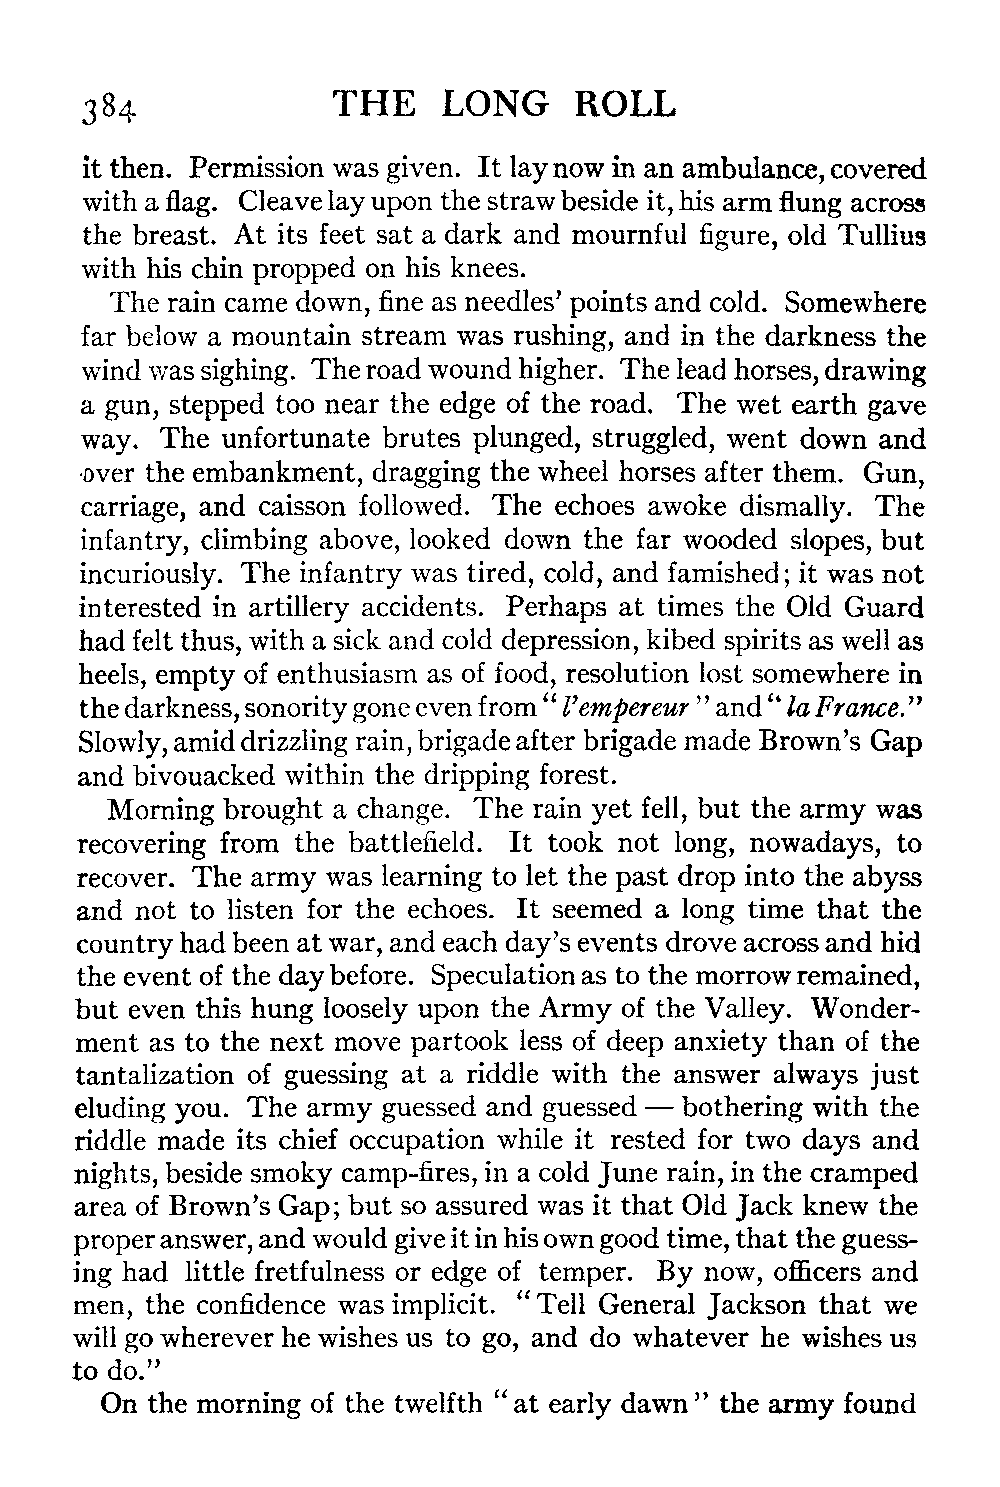 384 THE LONG ROLL
it then. Permission was given. It lay now in an ambulance, covered
with a flag. Cleave lay upon the straw beside it, his arm flung across
the breast. At its feet sat a dark and mournful figure, old Tullius
with his chin propped on his knees.
The rain came down, fine as needles' points and cold. Somewhere
far below a mountain stream was rushing, and in the darkness the
wind was sighing. The road wound higher. The lead horses, drawing
a gun, stepped too near the edge of the road. The wet earth gave
way. The unfortunate brutes plunged, struggled, went down and
over the embankment, dragging the wheel horses after them. Gun,
carriage, and caisson followed. The echoes awoke dismally. The
infantry, climbing above, looked down the far wooded slopes, but
incuriously. The infantry was tired, cold, and famished; it was not
interested in artillery accidents. Perhaps at times the Old Guard
had felt thus, with a sick and cold depression, kibed spirits as well as
heels, empty of enthusiasm as of food, resolution lost somewhere in
the darkness, sonority gone even from "l'empereur" and "la France."
Slowly, amid drizzling rain, brigade after brigade made Brown's Gap
and bivouacked within the dripping forest.
Morning brought a change. The rain yet fell, but the army was
recovering from the battlefield. It took not long, nowadays, to
recover. The army was learning to let the past drop into the abyss
and not to listen for the echoes. It seemed a long time that the
country had been at war, and each day's events drove across and hid
the event of the day before. Speculation as to the morrow remained,
but even this hung loosely upon the Army of the Valley. Wonder-
ment as to the next move partook less of deep anxiety than of the
tantalization of guessing at a riddle with the answer always just
eluding you. The army guessed and guessed — bothering with the
riddle made its chief occupation while it rested for two days and
nights, beside smoky camp-fires, in a cold June rain, in the cramped
area of Brown's Gap; but so assured was it that Old Jack knew the
proper answer, and would give it in his own good time, that the guess-
ing had little fretfulness or edge of temper. By now, officers and
men, the confidence was implicit. "Tell General Jackson that we
will go wherever he wishes us to go, and do whatever he wishes us
to do."
On the morning of the twelfth "at early dawn" the army found